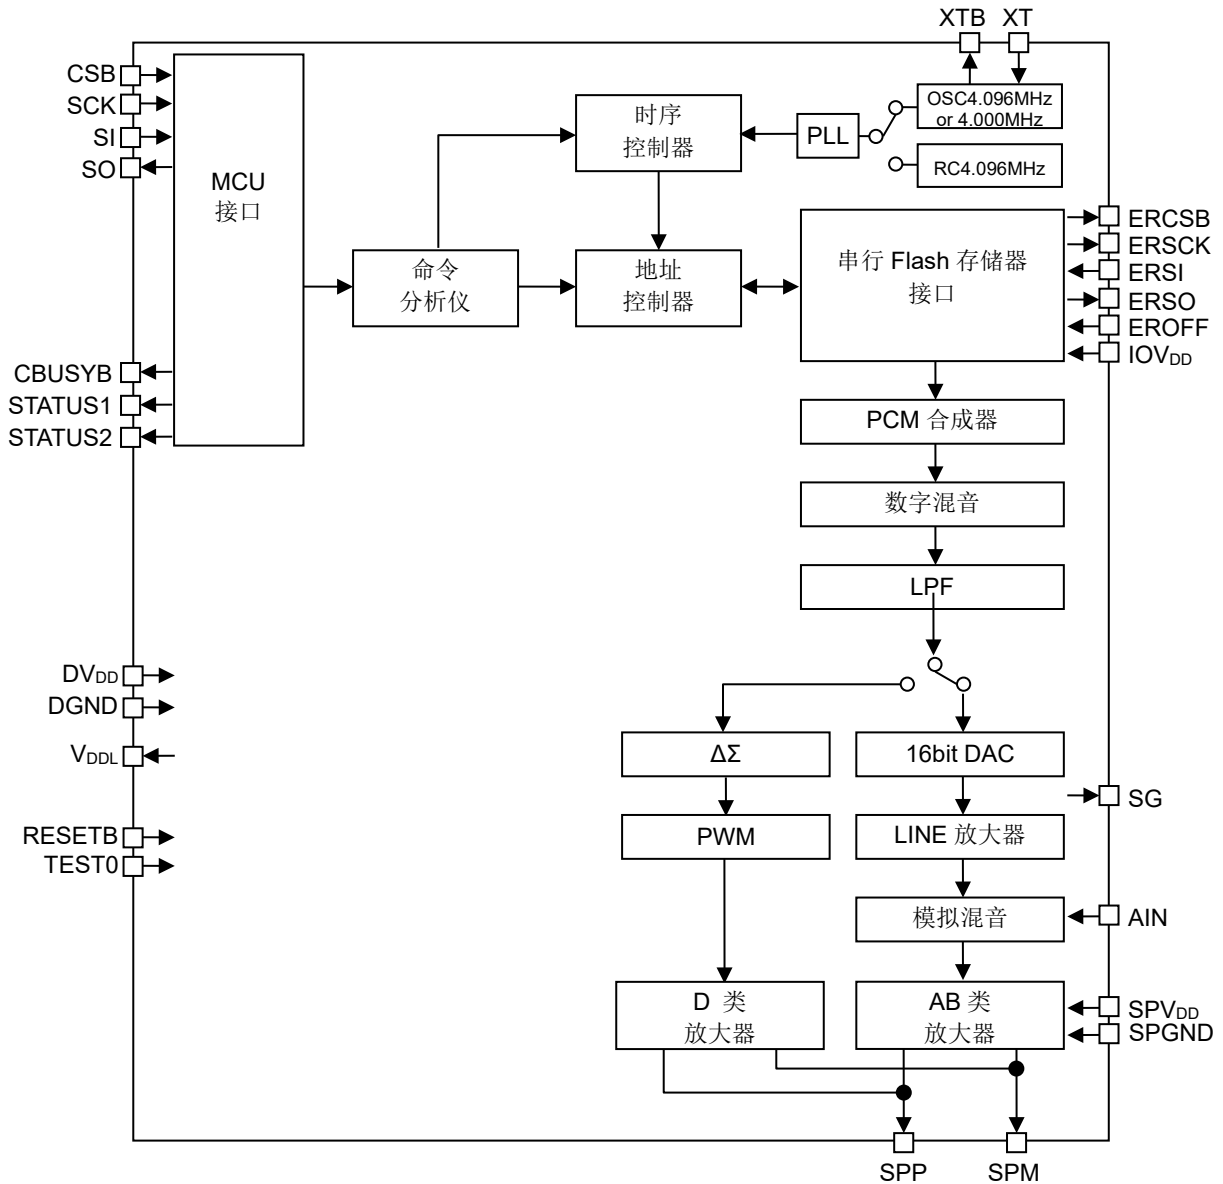 XTB
XT
CSB
SCK
SI
SO
MCU
接口
时序
控制器
PLL
OSC4.096MHz
or 4.000MHz
RC4.096MHz
命令
分析仪
地址
控制器
串行 Flash 存储器
接口
ERCSB
ERSCK
ERSI
ERSO
EROFF
IOVDD
CBUSYB
STATUS1
STATUS2
PCM 合成器
数字混音
LPF
DVDD
DGND
VDDL
RESETB
TEST0
ΔΣ
16bit DAC
SG
PWM
LINE 放大器
模拟混音
AIN
D 类
放大器
AB 类
放大器
SPVDD
SPGND
SPP
SPM